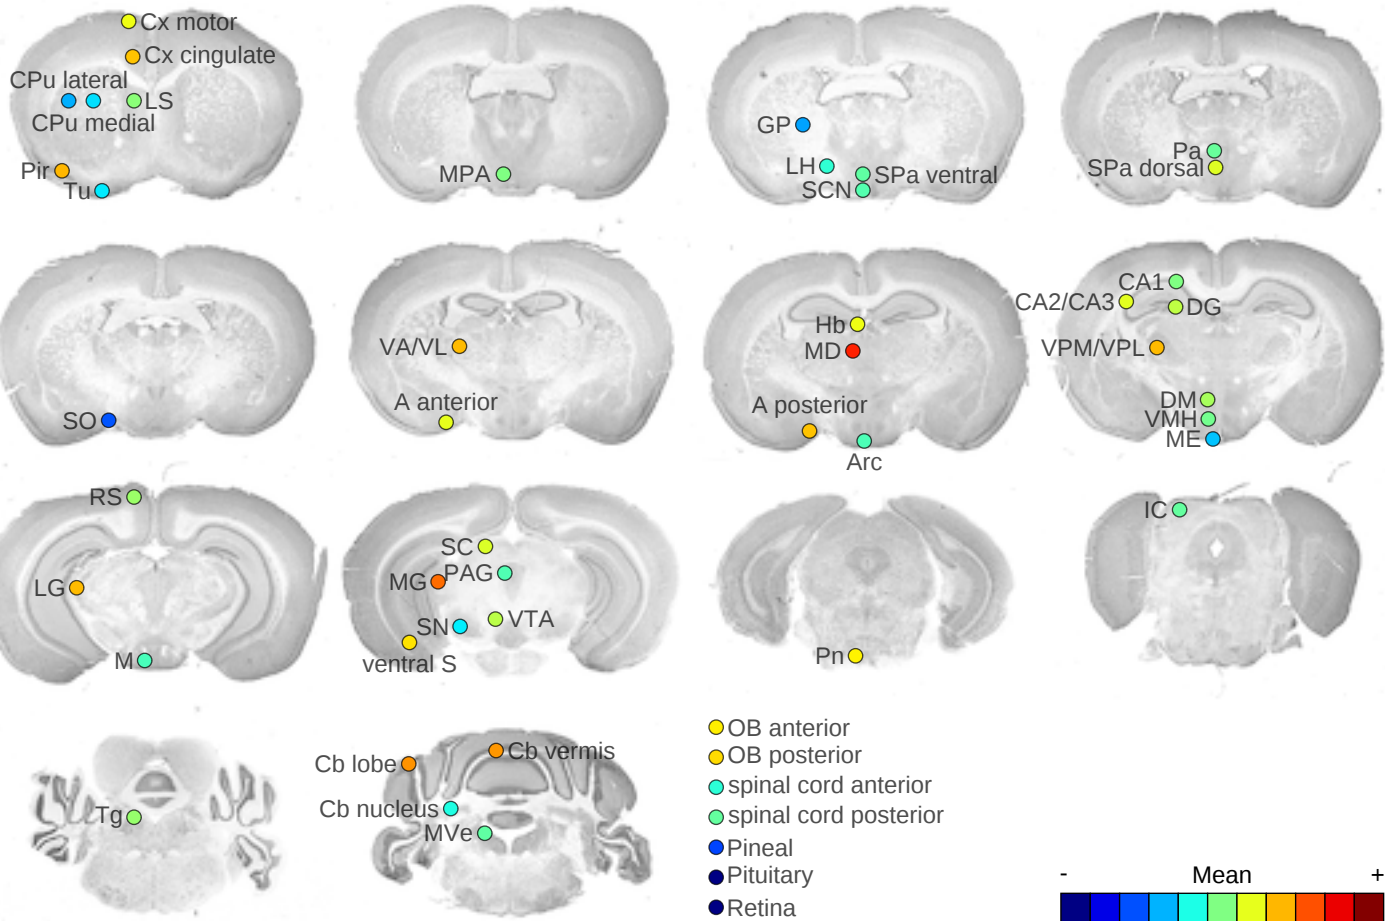 Cx motor
Cx cingulate
CPu lateral
LS
CPu medial
Pir
Tu
MPA
GP
LH
SPa ventral
SCN
Pa
SPa dorsal
SO
VA/VL
A anterior
Hb
MD
A posterior
Arc
CA1
CA2/CA3
DG
VPM/VPL
DM
VMH
ME
RS
LG
M
SC
MG
PAG
SN
VTA
ventral S
Pn
IC
Tg
Cb lobe
Cb vermis
Cb nucleus
MVe
OB anterior
OB posterior
spinal cord anterior
spinal cord posterior
Pineal
Pituitary
Retina
- Mean +